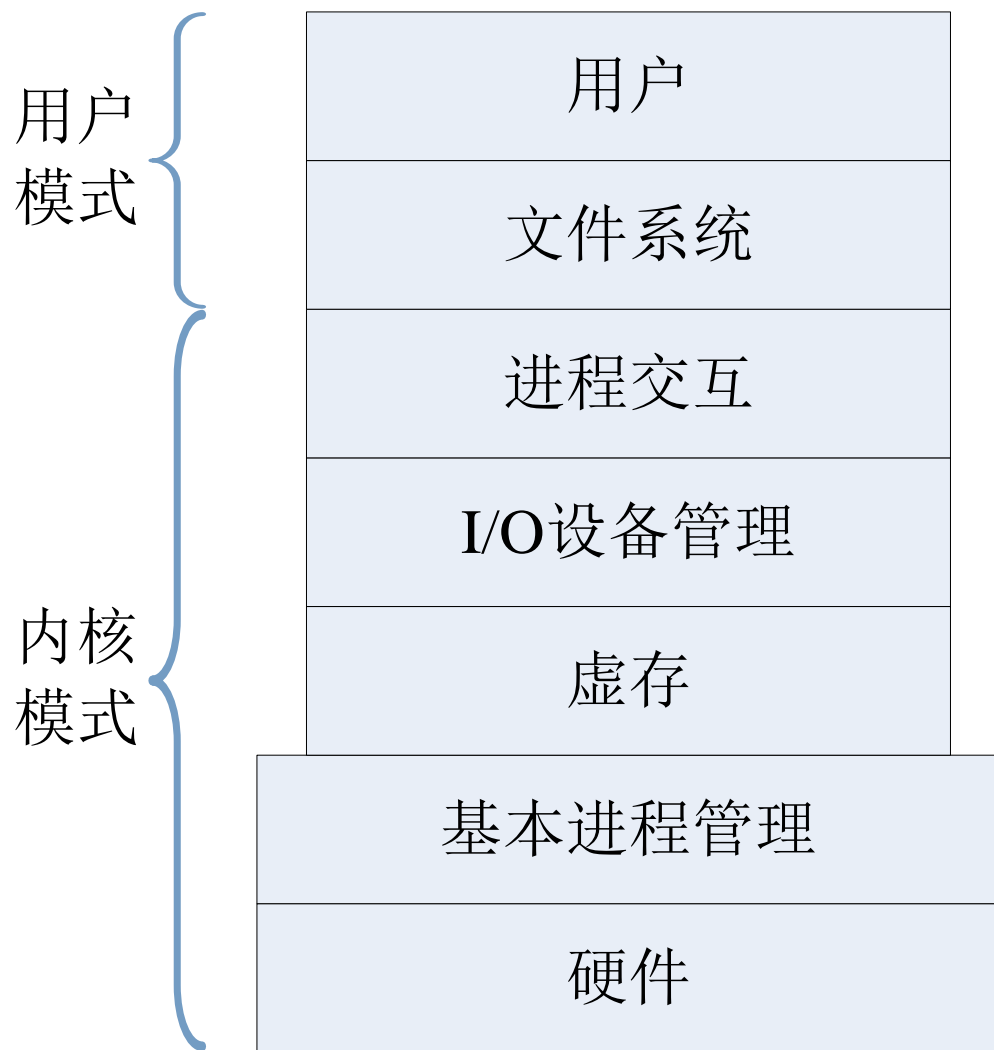 用户
模式
用户
文件系统
进程交互
I/O设备管理
内核
模式
虚存
基本进程管理
硬件